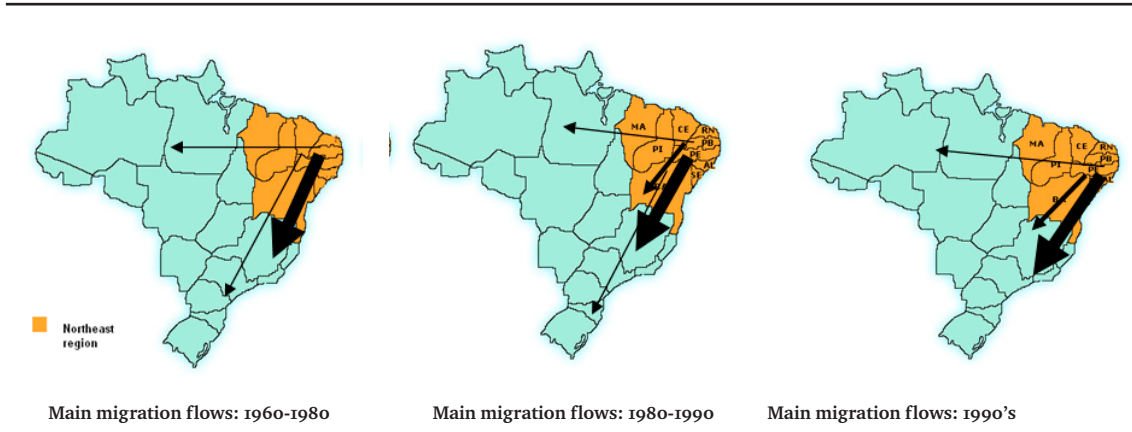 Northeast
region
MA
CE
RN
PB
PI
PE
AL
SE
MA
CE
RN
PB
PI
Main migration flows: 1960-1980
Main migration flows: 1980-1990
Main migration flows: 1990's